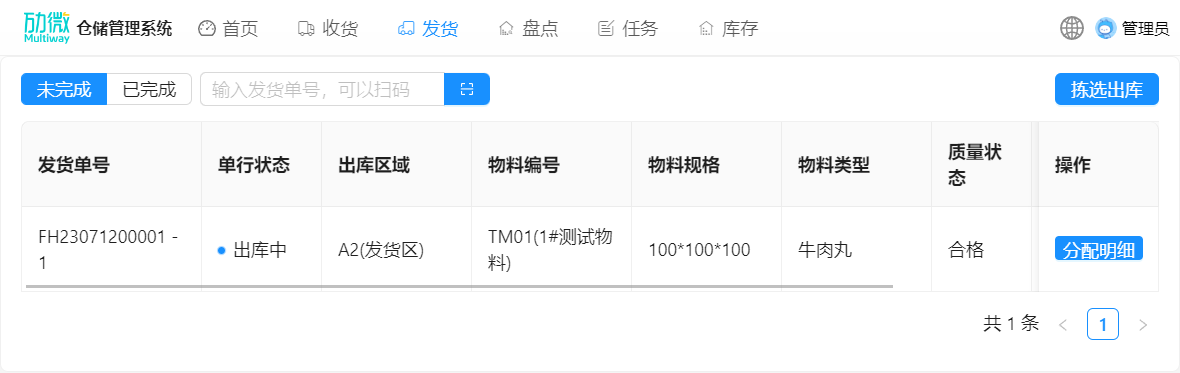 劢微 Multiway 仓储管理系统 首页 收货 发货 盘点 任务 库存 管理员
未完成 已完成 输入发货单号，可以扫码 拣选出库
发货单号 单行状态 出库区域 物料编号 物料规格 物料类型 质量状态 操作
FH23071200001 - 1 出库中 A2(发货区) TM01(1#测试物料) 100*100*100 牛肉丸 合格 分配明细
共 1 条 < 1 >